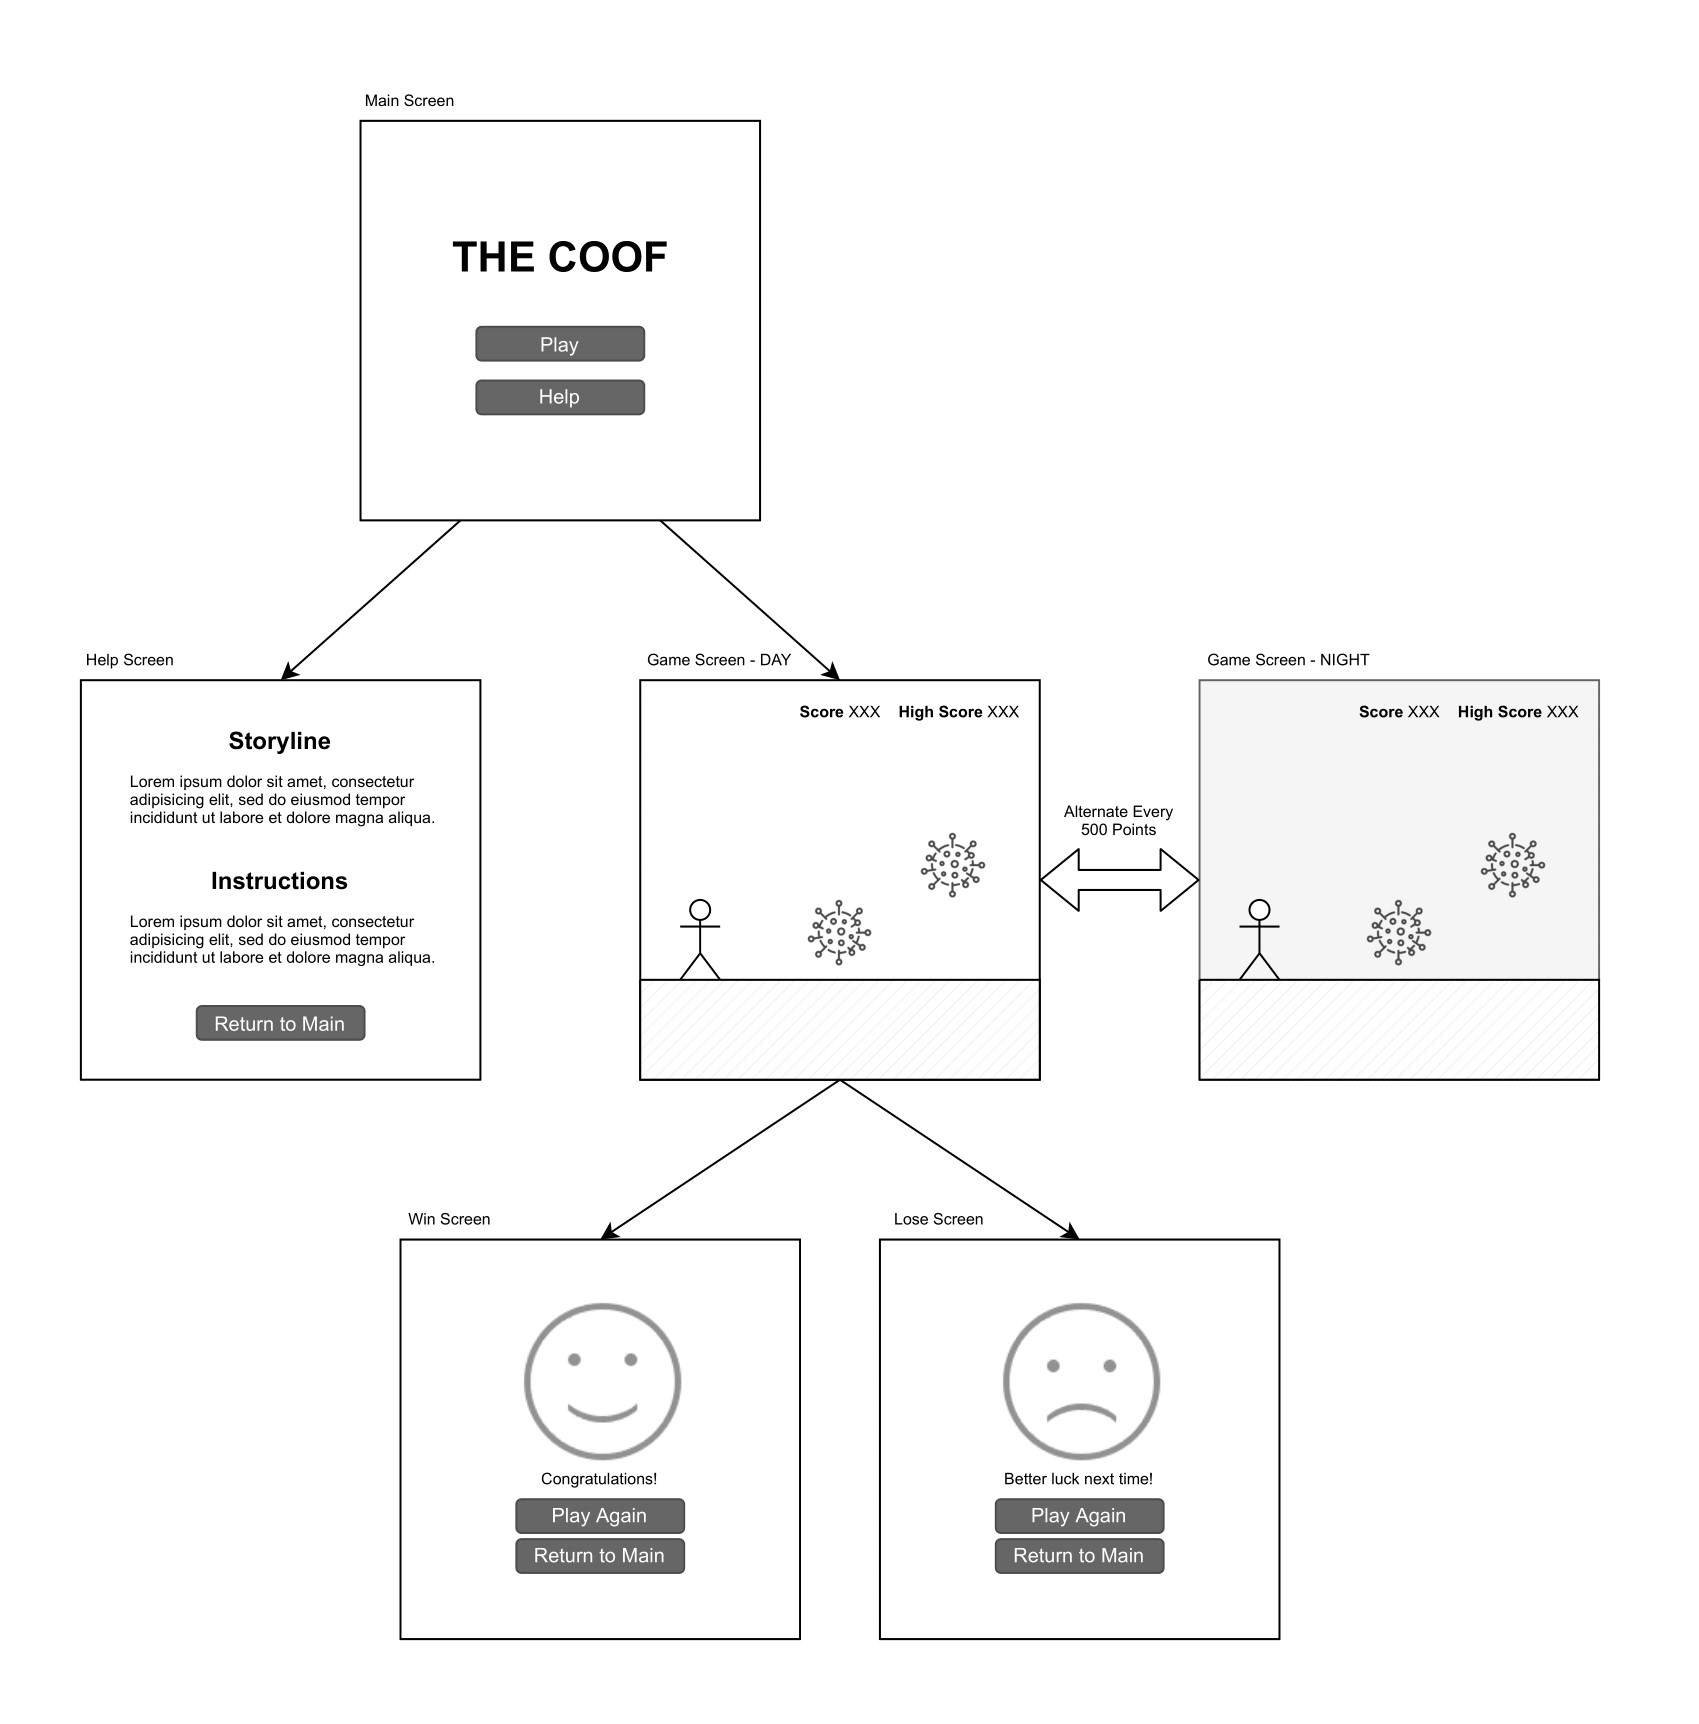 Main Screen
THE COOF
Play
Help
Help Screen
Storyline
Lorem ipsum dolor sit amet, consectetur
adipisicing elit, sed do eiusmod tempor
incididunt ut labore et dolore magna aliqua.
Instructions
Lorem ipsum dolor sit amet, consectetur
adipisicing elit, sed do eiusmod tempor
incididunt ut labore et dolore magna aliqua.
Return to Main
Game Screen - DAY
Score XXX High Score XXX
Alternate Every
500 Points
Game Screen - NIGHT
Score XXX High Score XXX
Win Screen
Congratulations!
Play Again
Return to Main
Lose Screen
Better luck next time!
Play Again
Return to Main